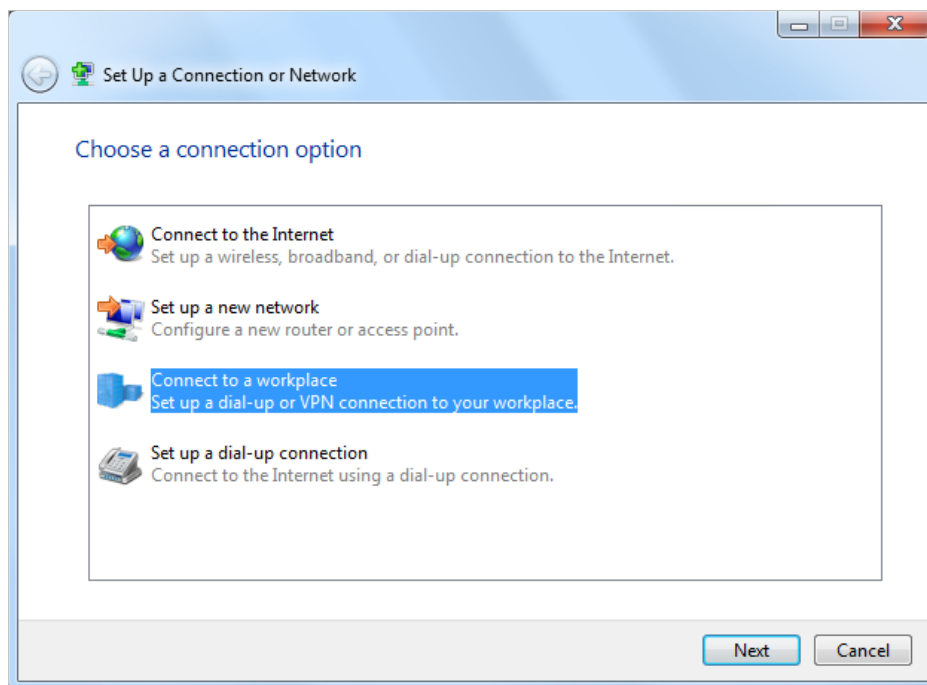 Set Up a Connection or Network
Choose a connection option
Connect to the Internet
Set up a wireless, broadband, or dial-up connection to the Internet.
Set up a new network
Configure a new router or access point.
Connect to a workplace
Set up a dial-up or VPN connection to your workplace.
Set up a dial-up connection
Connect to the Internet using a dial-up connection.
Next
Cancel